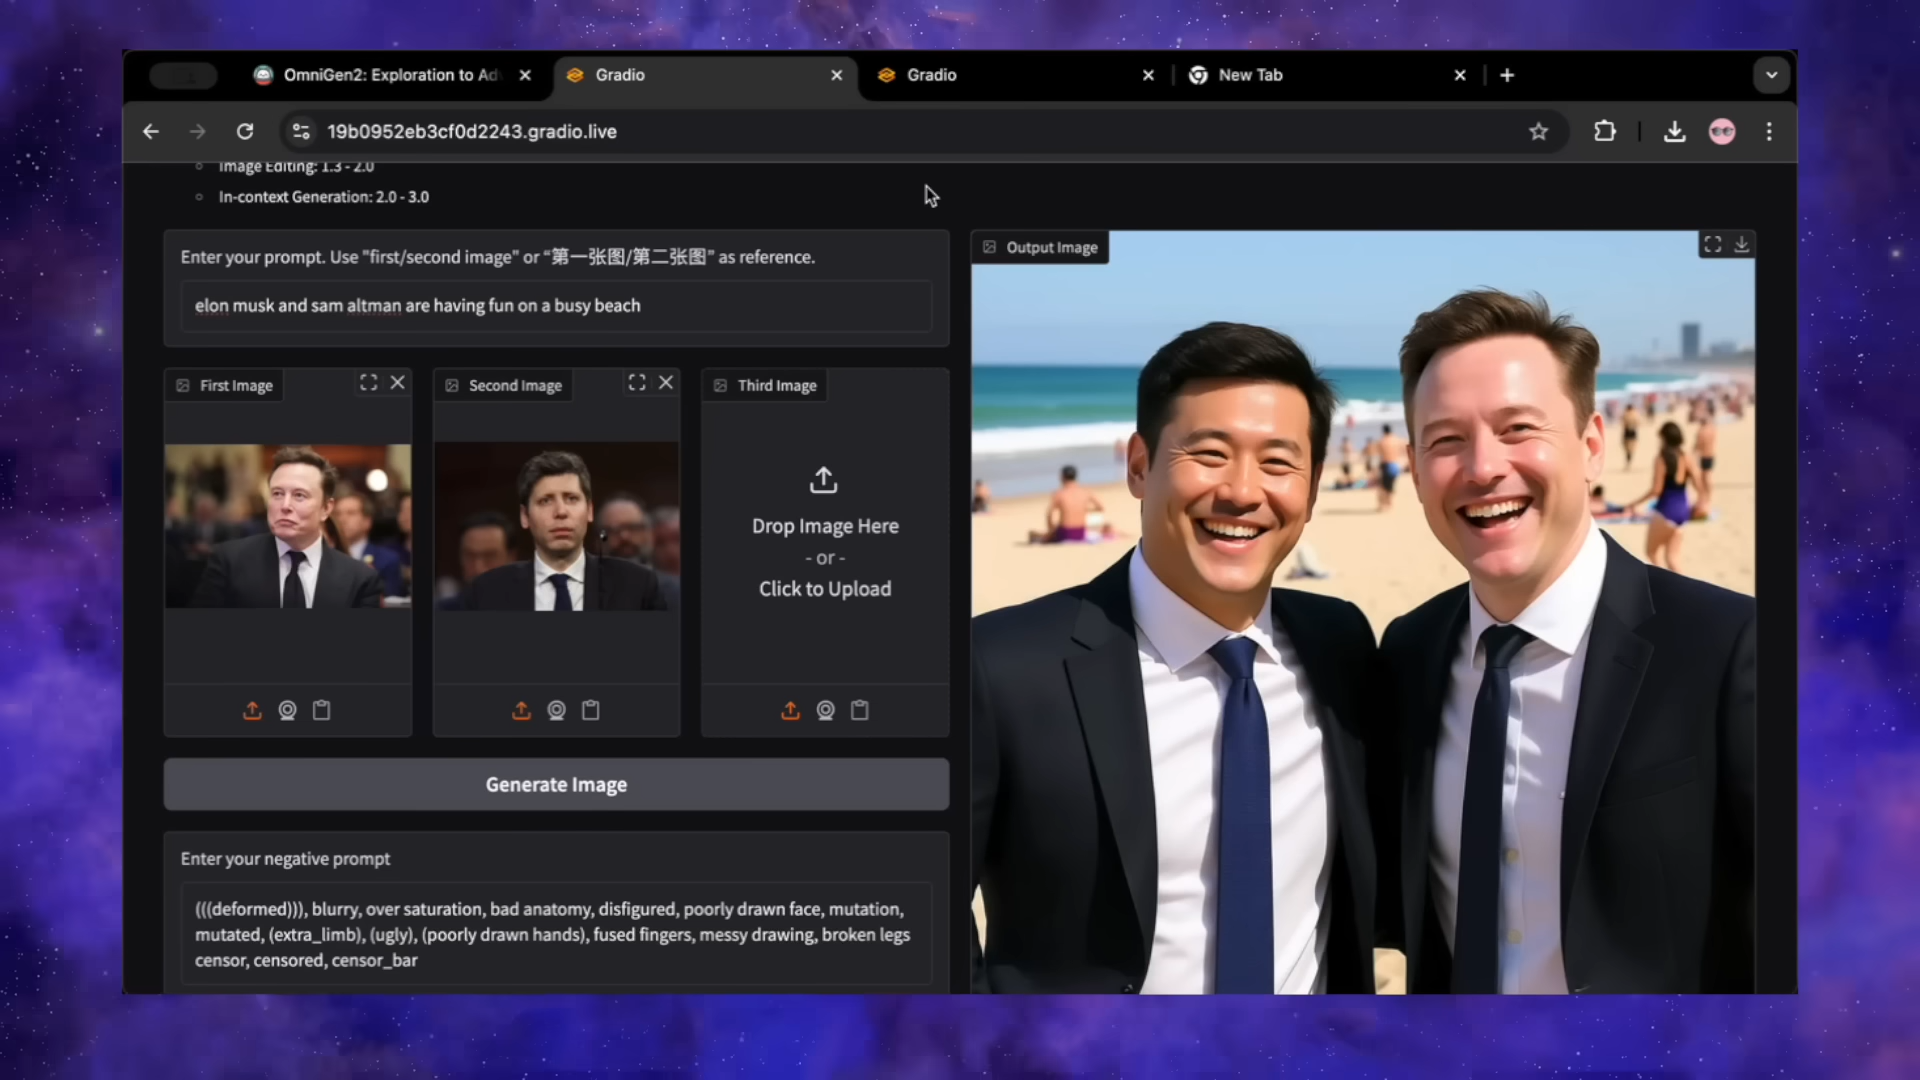 OmniGen2: Exploration to Ad
Gradio
Gradio
New Tab
19b0952eb3cf0d2243.gradio.live
Image Editing: 1.3 - 2.0
In-context Generation: 2.0 - 3.0
Enter your prompt. Use "first/second image" or “第一张图/第二张图” as reference.
elon musk and sam altman are having fun on a busy beach
First Image
Second Image
Third Image
Drop Image Here
- or -
Click to Upload
Generate Image
Enter your negative prompt
(((deformed))), blurry, over saturation, bad anatomy, disfigured, poorly drawn face, mutation,
mutated, (extra_limb), (ugly), (poorly drawn hands), fused fingers, messy drawing, broken legs
censor, censored, censor_bar
Output Image